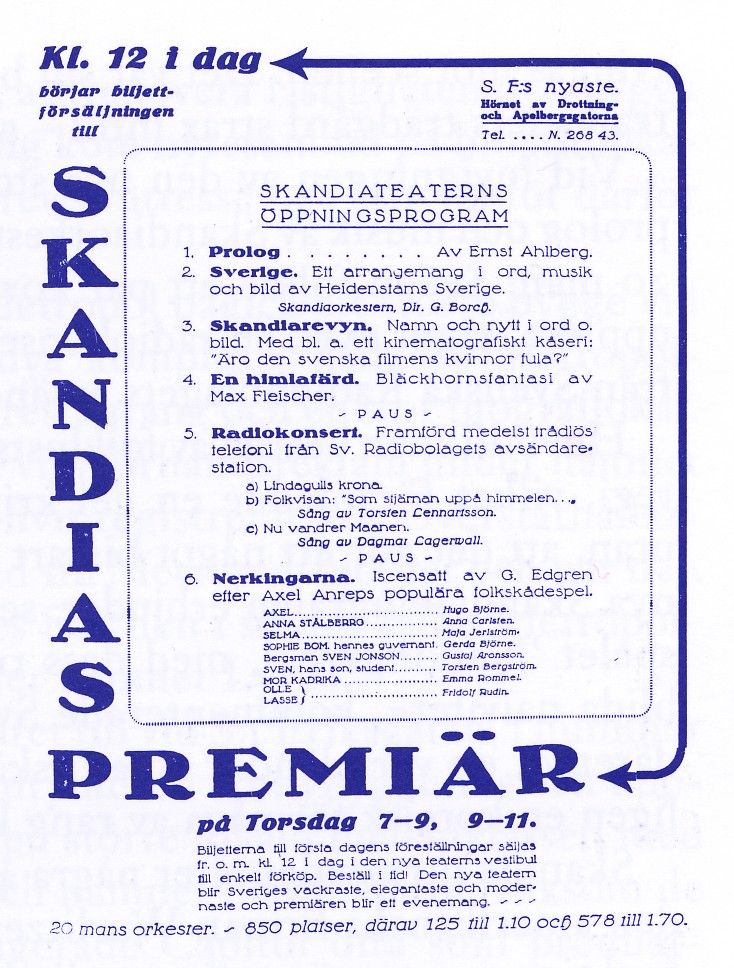 Kl. 12 i dag
börjar biljett-
försäljningen
till
S. F:s nyaste.
Hörnet av Drottning-
och Apelbergsgatorna
Tel. .... N. 268 43.
SKANDIAS
SKANDIATEATERNS
ÖPPNINGSPROGRAM
1. Prolog . . . . . . . . Av Ernst Ahlberg.
2. Sverige. Ett arrangemang i ord, musik
och bild av Heidenstams Sverige.
Skandiaorkestern, Dir. G. Borch.
3. Skandiarevyn. Namn och nytt i ord o.
bild. Med bl. a. ett kinematografiskt kåseri:
"Äro den svenska filmens kvinnor fula?"
4. En himlafärd. Bläckhornsfantasi av
Max Fleischer.
~ PAUS ~
5. Radiokonsert. Framförd medelst trådlös
telefoni från Sv. Radiobolagets avsändare-
station.
a) Lindagulls krona.
b) Folkvisan: "Som stjärnan uppå himmelen...„
Sång av Torsten Lennartsson.
c) Nu vandrer Maanen.
Sång av Dagmar Lagerwall.
~ PAUS ~
6. Nerkingarna. Iscensatt av G. Edgren
efter Axel Anreps populära folkskådespel.
AXEL.................................. Hugo Björne.
ANNA STÅLBERRG................. Anna Carlsten.
SELMA................................ Maja Jerlström.
SOPHIE BOM, hennes guvernant. Gerda Björne.
Bergsman SVEN JONSON......... Gustaf Aronsson.
SVEN, hans son, student.......... Torsten Bergström.
MOR KADRIKA...................... Emma Rommel.
OLLE
LASSE } .............................. Fridolf Rudin.
PREMIÄR
på Torsdag 7—9, 9—11.
Biljetterna till första dagens föreställningar säljas
fr. o. m. kl. 12 i dag i den nya teaterns vestibul
till enkelt förköp. Beställ i tid! Den nya teatern
blir Sveriges vackraste, elegantaste och moder-
naste och premiären blir ett evenemang. ~ ~ ~
20 mans orkester. ~ 850 platser, därav 125 till 1.10 och 578 till 1.70.